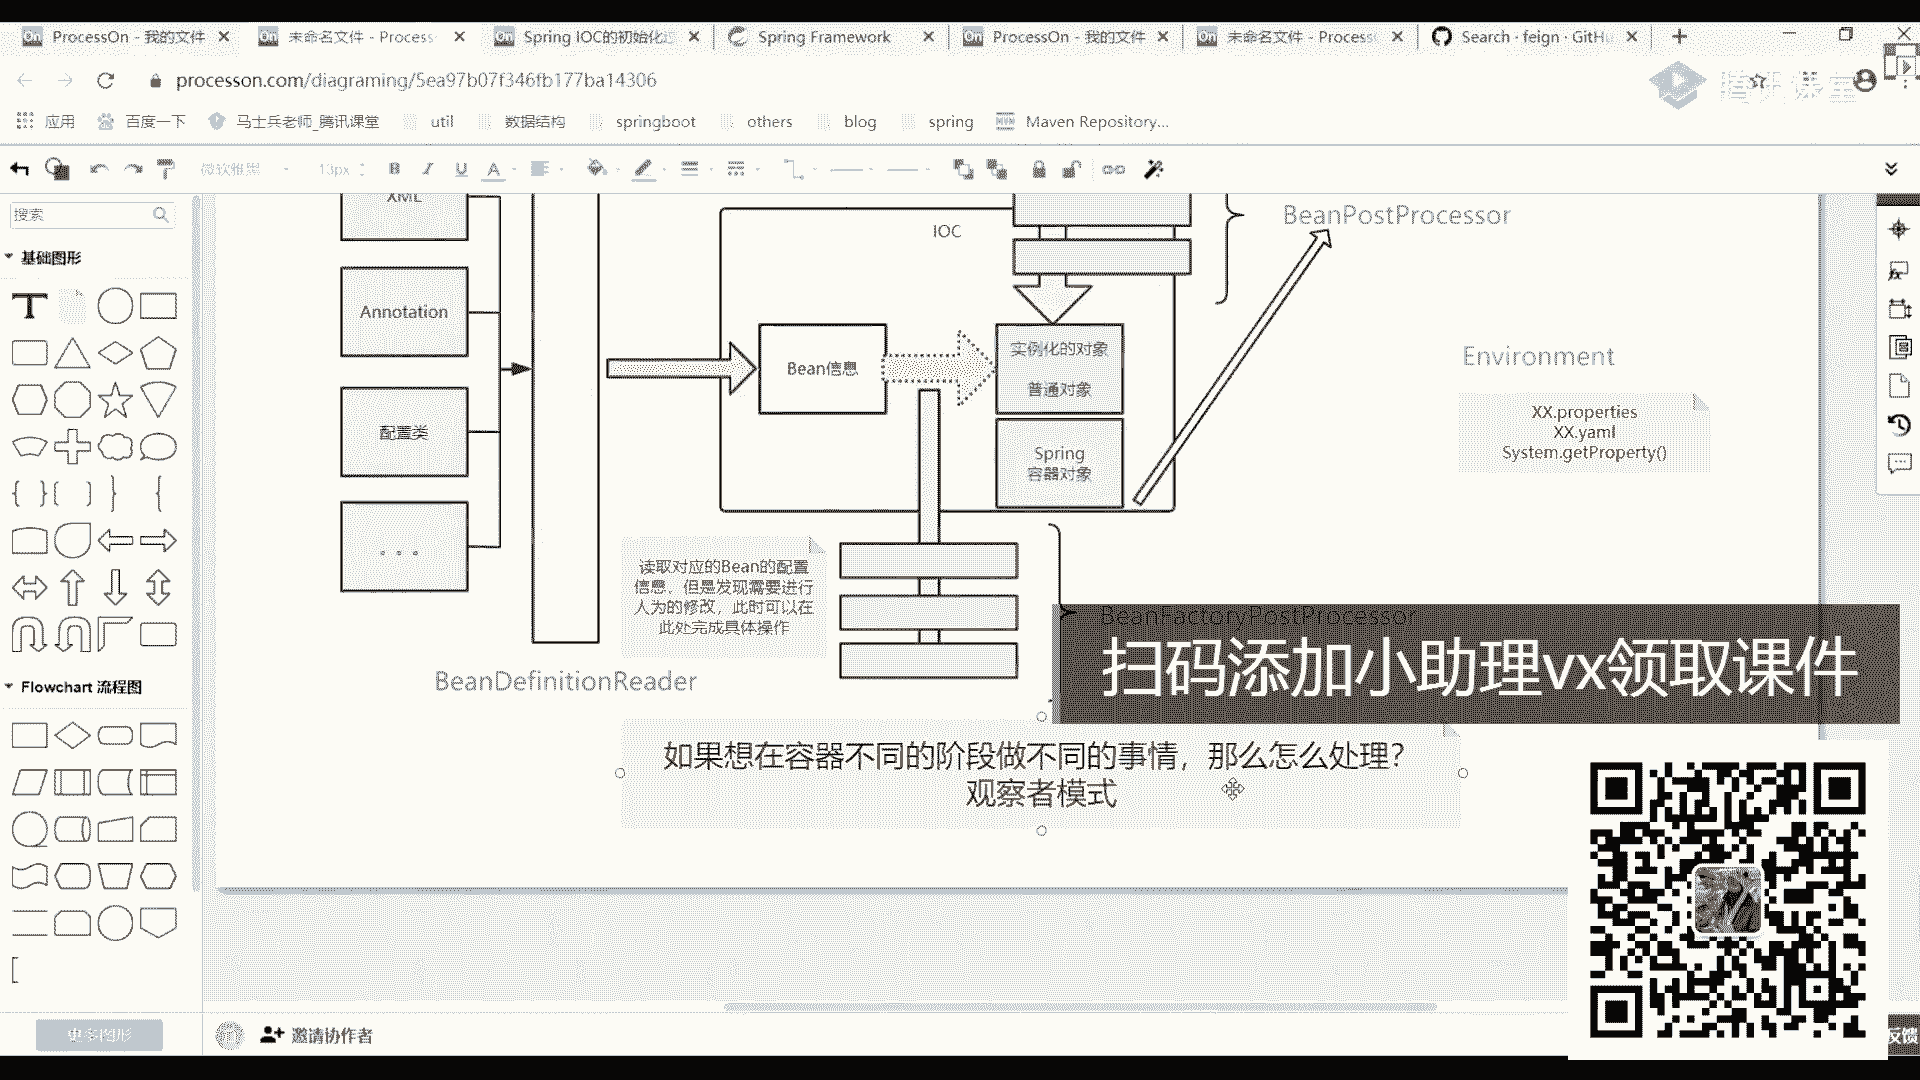 ProcessOn - 我的文件
未命名文件 - Process
Spring IOC的初始化过
Spring Framework
ProcessOn - 我的文件
未命名文件 - Process
Search · feign · GitHu
processon.com/diagraming/5ea97b07f346fb177ba14306
腾讯课堂
应用
百度一下
马士兵老师_腾讯课堂
util
数据结构
springboot
others
blog
spring
Maven Repository...
微软雅黑
13px
搜索
基础图形
Flowchart 流程图
更多图形
邀请协作者
XML
Annotation
配置类
. . .
BeanDefinitionReader
IOC
Bean信息
实例化的对象
普通对象
Spring
容器对象
BeanPostProcessor
Environment
XX.properties
XX.yaml
System.getProperty()
读取对应的Bean的配置
信息，但是发现需要进行
人为的修改，此时可以在
此处完成具体操作
BeanFactoryPostProcessor
扫码添加小助理vx领取课件
如果想在容器不同的阶段做不同的事情，那么怎么处理？
观察者模式
反馈